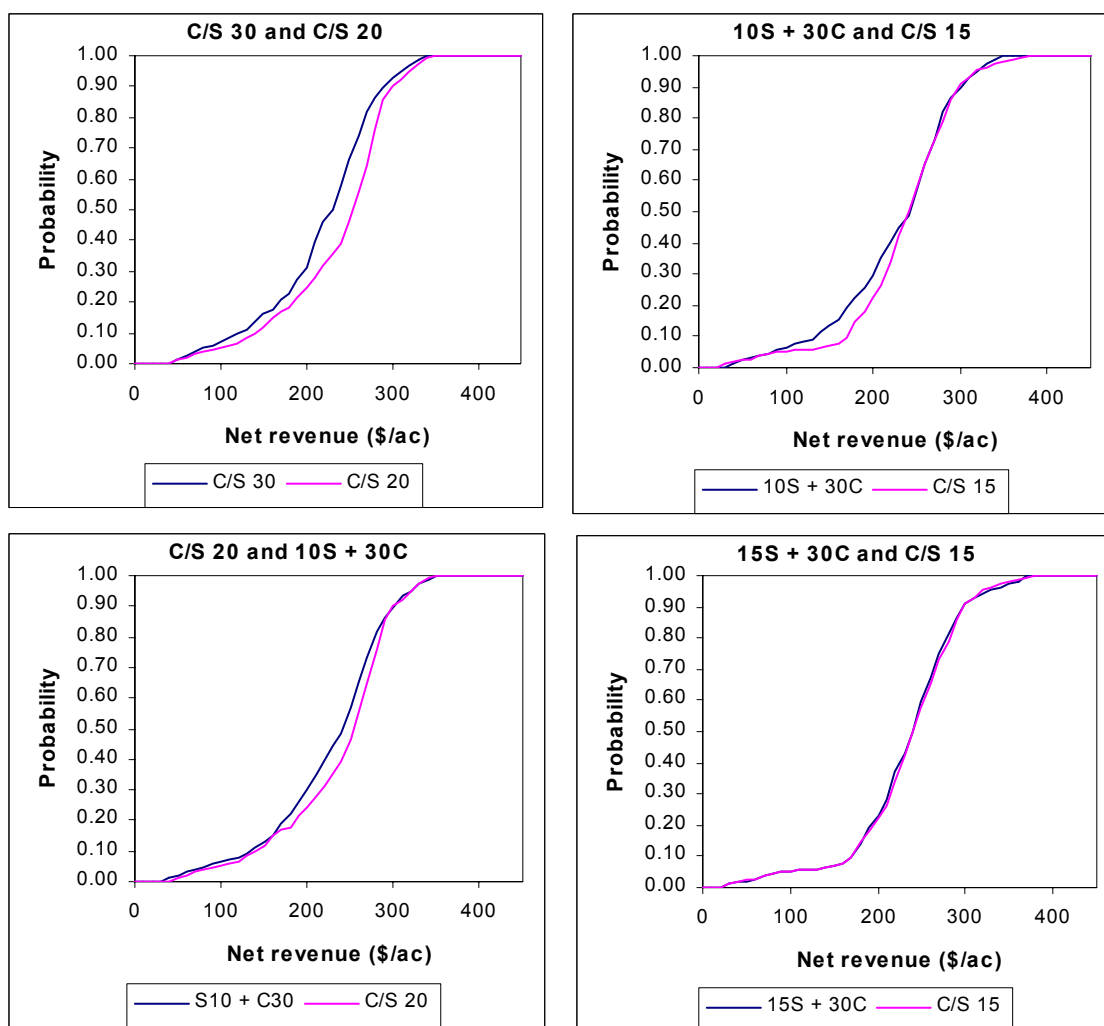 C/S 30 and C/S 20
1.00
0.90
0.80
0.70
0.60
0.50
0.40
0.30
0.20
0.10
0.00
Probability
0 100 200 300 400
Net revenue ($/ac)
C/S 30 C/S 20
10S + 30C and C/S 15
1.00
0.90
0.80
0.70
0.60
0.50
0.40
0.30
0.20
0.10
0.00
Probability
0 100 200 300 400
Net revenue ($/ac)
10S + 30C C/S 15
C/S 20 and 10S + 30C
1.00
0.90
0.80
0.70
0.60
0.50
0.40
0.30
0.20
0.10
0.00
Probability
0 100 200 300 400
Net revenue ($/ac)
S10 + C30 C/S 20
15S + 30C and C/S 15
1.00
0.90
0.80
0.70
0.60
0.50
0.40
0.30
0.20
0.10
0.00
Probability
0 100 200 300 400
Net revenue ($/ac)
15S + 30C C/S 15